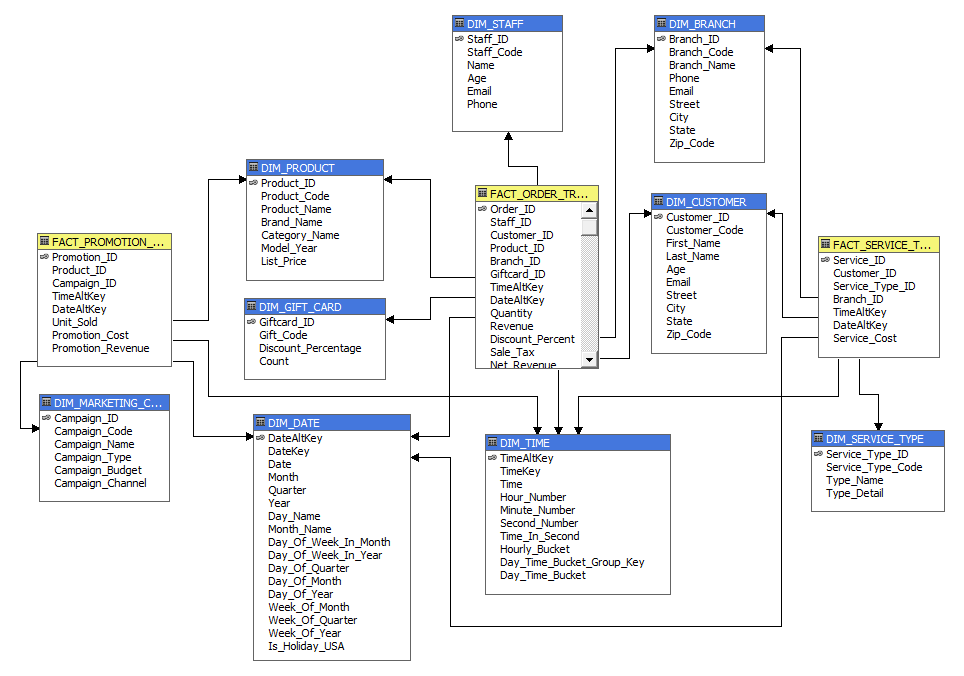 DIM_STAFF
Staff_ID
Staff_Code
Name
Age
Email
Phone
DIM_BRANCH
Branch_ID
Branch_Code
Branch_Name
Phone
Email
Street
City
State
Zip_Code
DIM_PRODUCT
Product_ID
Product_Code
Product_Name
Brand_Name
Category_Name
Model_Year
List_Price
FACT_ORDER_TR...
Order_ID
Staff_ID
Customer_ID
Product_ID
Branch_ID
Giftcard_ID
TimeAltKey
DateAltKey
Quantity
Revenue
Discount_Percent
Sale_Tax
Net_Revenue
DIM_CUSTOMER
Customer_ID
Customer_Code
First_Name
Last_Name
Age
Email
Street
City
State
Zip_Code
FACT_PROMOTION_...
Promotion_ID
Product_ID
Campaign_ID
TimeAltKey
DateAltKey
Unit_Sold
Promotion_Cost
Promotion_Revenue
FACT_SERVICE_T...
Service_ID
Customer_ID
Service_Type_ID
Branch_ID
TimeAltKey
DateAltKey
Service_Cost
DIM_GIFT_CARD
Giftcard_ID
Gift_Code
Discount_Percentage
Count
DIM_MARKETING_C...
Campaign_ID
Campaign_Code
Campaign_Name
Campaign_Type
Campaign_Budget
Campaign_Channel
DIM_DATE
DateAltKey
DateKey
Date
Month
Quarter
Year
Day_Name
Month_Name
Day_Of_Week_In_Month
Day_Of_Week_In_Year
Day_Of_Quarter
Day_Of_Month
Day_Of_Year
Week_Of_Month
Week_Of_Quarter
Week_Of_Year
Is_Holiday_USA
DIM_TIME
TimeAltKey
TimeKey
Time
Hour_Number
Minute_Number
Second_Number
Time_In_Second
Hourly_Bucket
Day_Time_Bucket_Group_Key
Day_Time_Bucket
DIM_SERVICE_TYPE
Service_Type_ID
Service_Type_Code
Type_Name
Type_Detail